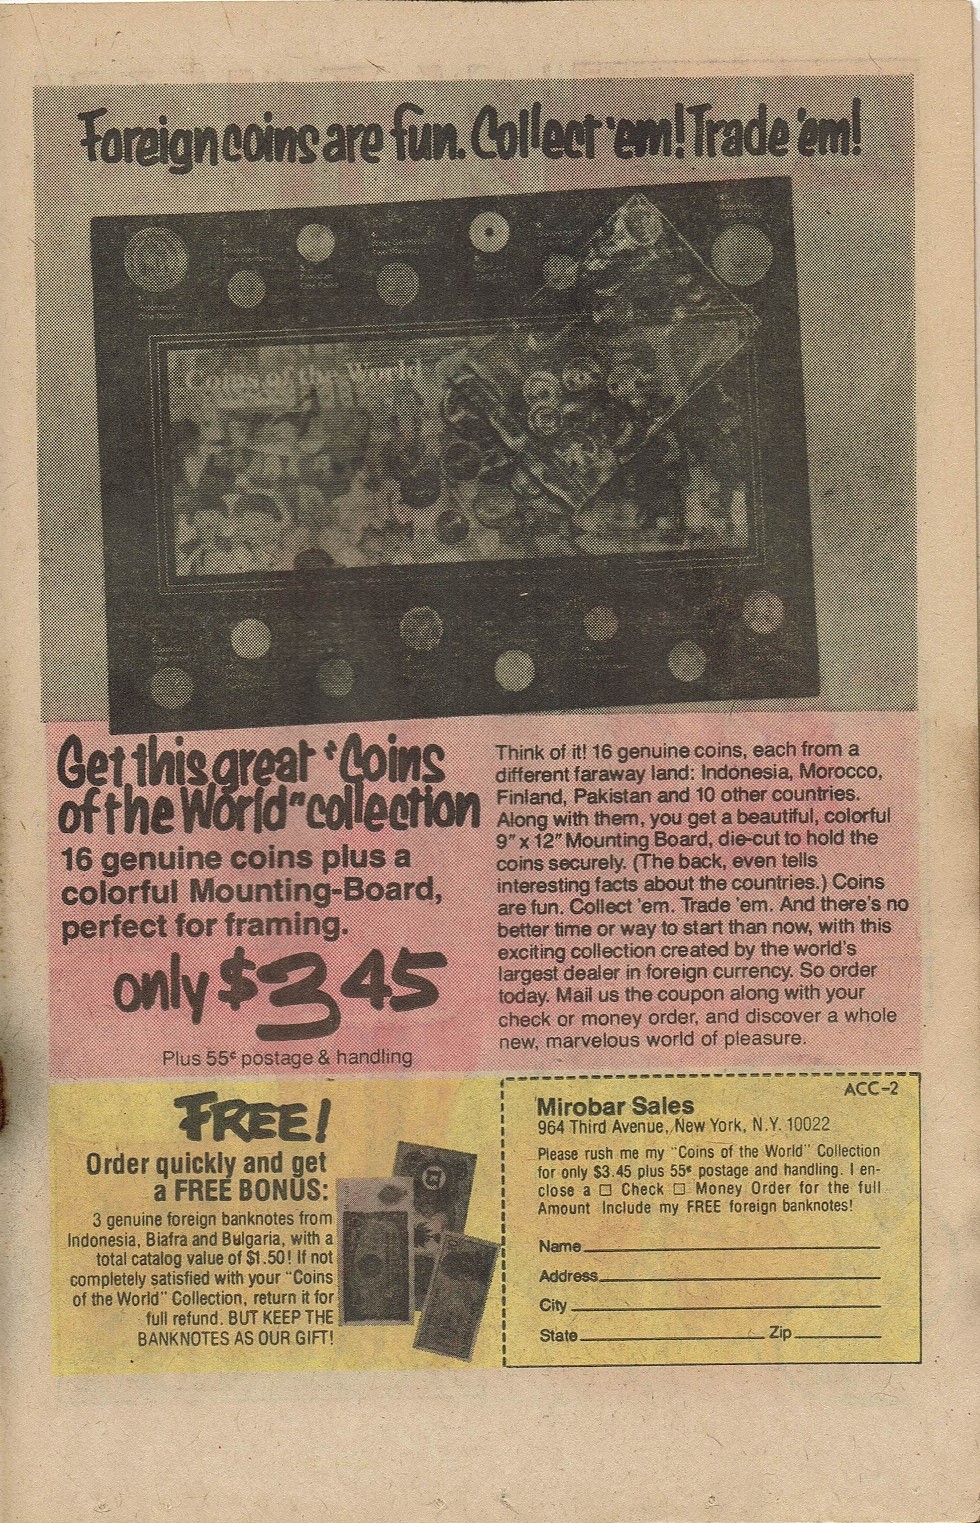 Foreign coins are fun. Collect 'em! Trade 'em!
Coins of the World
Get this great "Coins
of the World" collection
16 genuine coins plus a
colorful Mounting-Board,
perfect for framing.
only $3.45
Plus 55¢ postage & handling
Think of it! 16 genuine coins, each from a
different faraway land: Indonesia, Morocco,
Finland, Pakistan and 10 other countries.
Along with them, you get a beautiful, colorful
9" x 12" Mounting Board, die-cut to hold the
coins securely. (The back, even tells
interesting facts about the countries.) Coins
are fun. Collect 'em. Trade 'em. And there's no
better time or way to start than now, with this
exciting collection created by the world's
largest dealer in foreign currency. So order
today. Mail us the coupon along with your
check or money order, and discover a whole
new, marvelous world of pleasure.
FREE!
Order quickly and get
a FREE BONUS:
3 genuine foreign banknotes from
Indonesia, Biafra and Bulgaria, with a
total catalog value of $1.50! If not
completely satisfied with your "Coins
of the World" Collection, return it for
full refund. BUT KEEP THE
BANKNOTES AS OUR GIFT!
ACC-2
Mirobar Sales
964 Third Avenue, New York, N.Y. 10022
Please rush me my "Coins of the World" Collection
for only $3.45 plus 55¢ postage and handling. I en-
close a □ Check □ Money Order for the full
Amount Include my FREE foreign banknotes!
Name
Address
City
State Zip